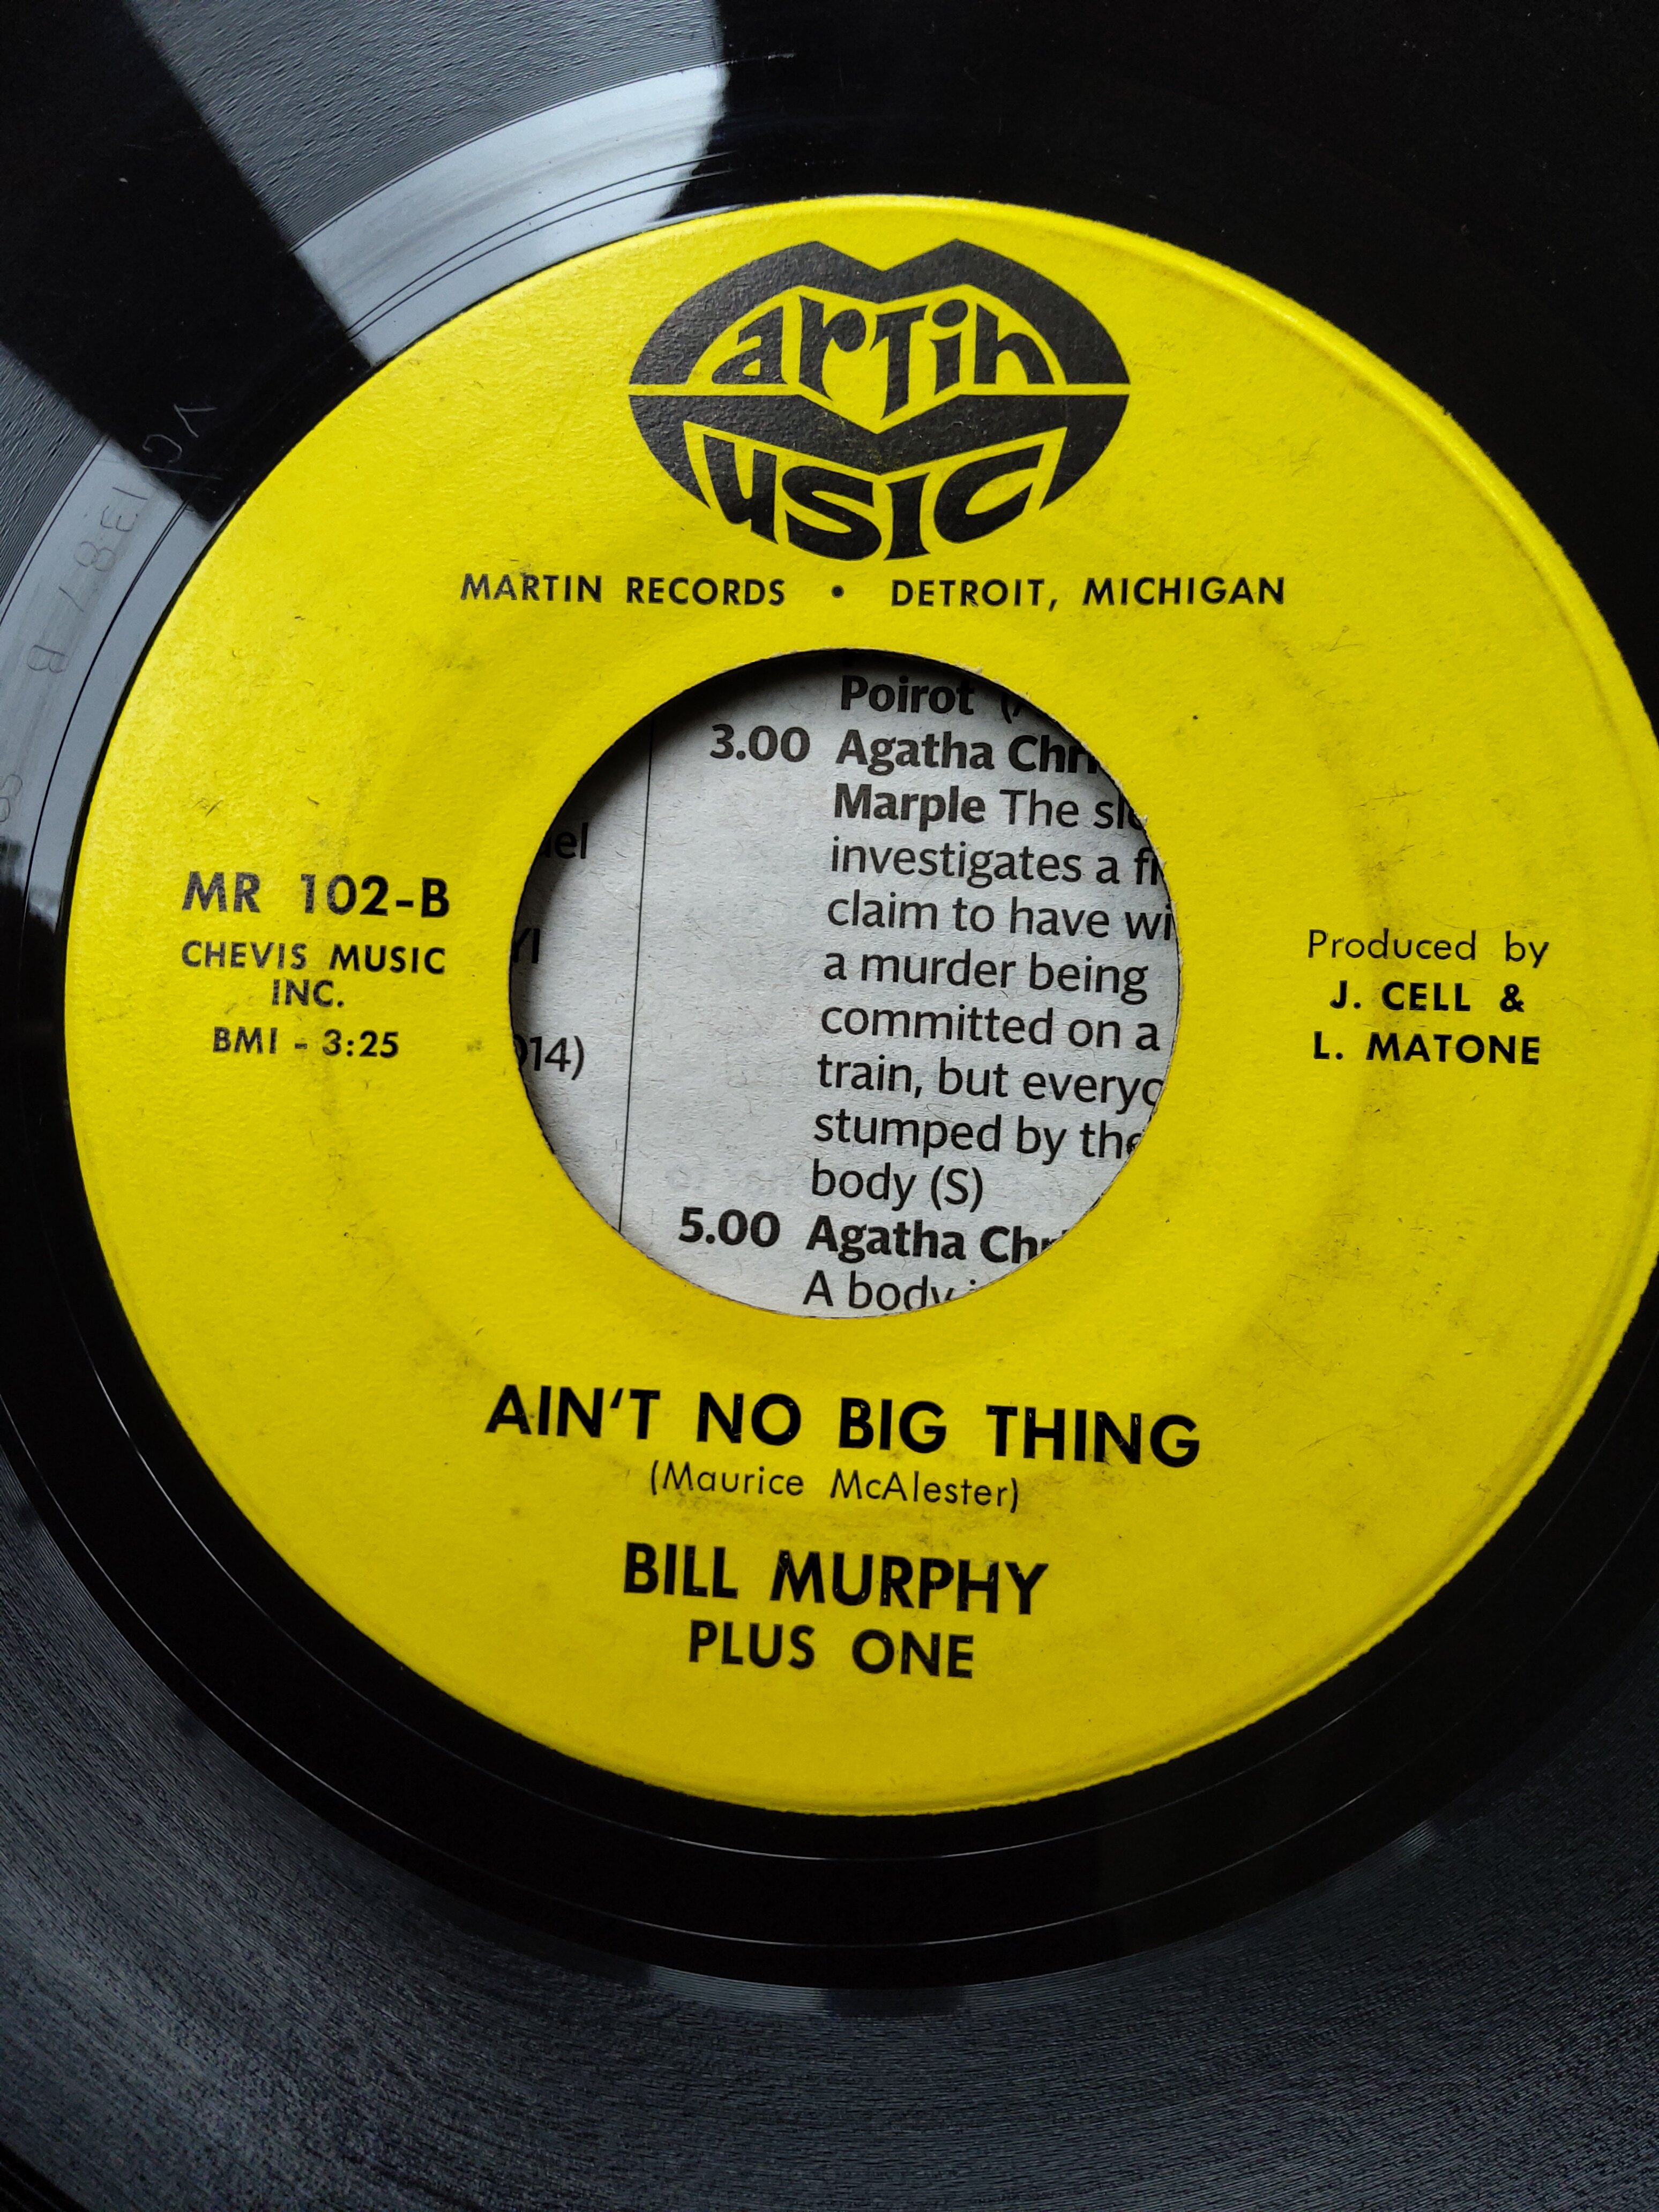 Martin
Music
MARTIN RECORDS • DETROIT, MICHIGAN
MR 102-B
CHEVIS MUSIC
INC.
BMI - 3:25
Produced by
J. CELL &
L. MATONE
Poirot
3.00 Agatha
Marple The
investigates a
claim to have
a murder being
committed on a
train, but
stumped by
body (S)
5.00 Agatha
A body
AIN'T NO BIG THING
(Maurice McAlester)
BILL MURPHY
PLUS ONE